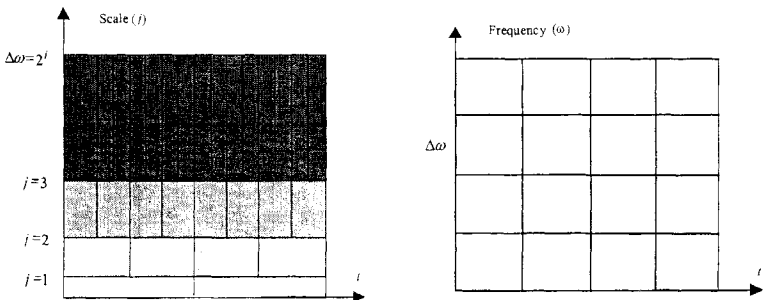 Scale (j)
Δω=2^j
j=3
j=2
j=1
t
Frequency (ω)
Δω
t